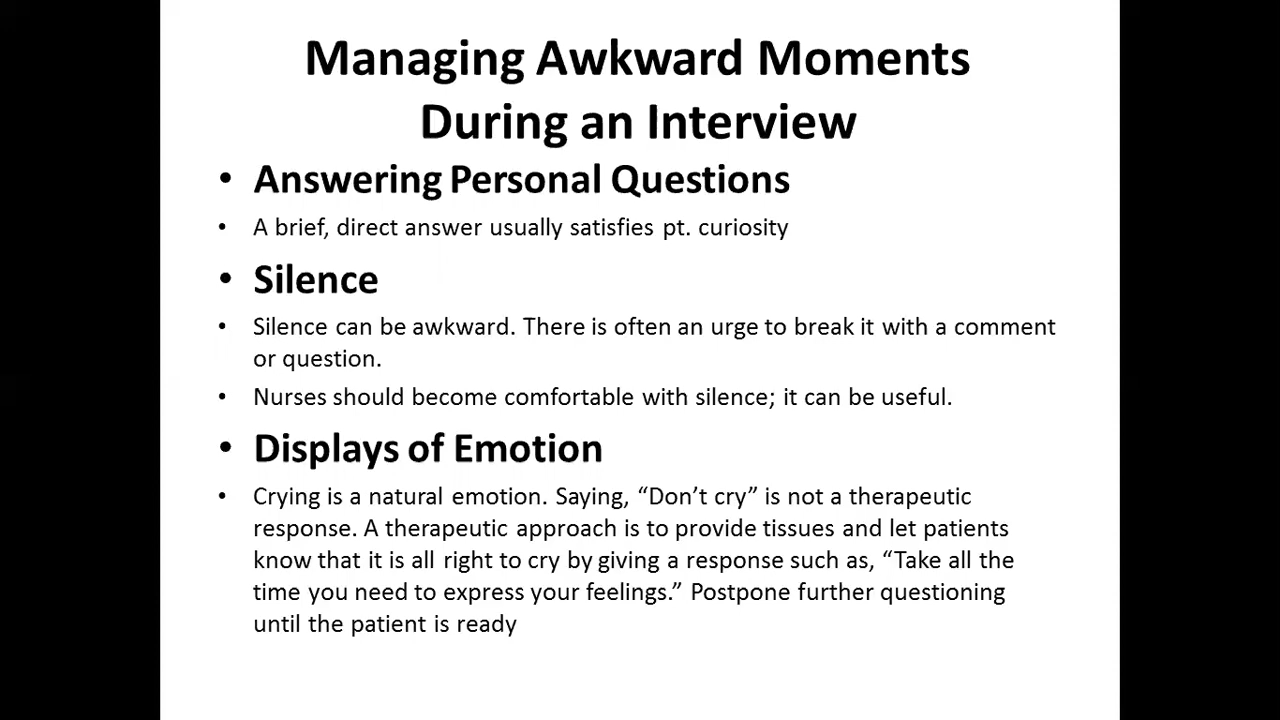 Managing Awkward Moments
During an Interview
• Answering Personal Questions
• A brief, direct answer usually satisfies pt. curiosity
• Silence
• Silence can be awkward. There is often an urge to break it with a comment
or question.
• Nurses should become comfortable with silence; it can be useful.
• Displays of Emotion
• Crying is a natural emotion. Saying, “Don’t cry” is not a therapeutic
response. A therapeutic approach is to provide tissues and let patients
know that it is all right to cry by giving a response such as, “Take all the
time you need to express your feelings.” Postpone further questioning
until the patient is ready